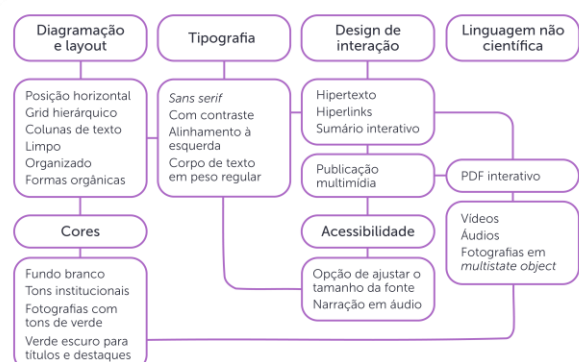 Diagramação
e layout
Posição horizontal
Grid hierárquico
Colunas de texto
Limpo
Organizado
Formas orgânicas
Cores
Fundo branco
Tons institucionais
Fotografias com
tons de verde
Verde escuro para
títulos e destaques
Tipografia
Sans serif
Com contraste
Alinhamento à
esquerda
Corpo de texto
em peso regular
Design de
interação
Hipertexto
Hiperlinks
Sumário interativo
Publicação
multimídia
Acessibilidade
Opção de ajustar o
tamanho da fonte
Narração em áudio
Linguagem não
científica
PDF interativo
Vídeos
Áudios
Fotografias em
multistate object